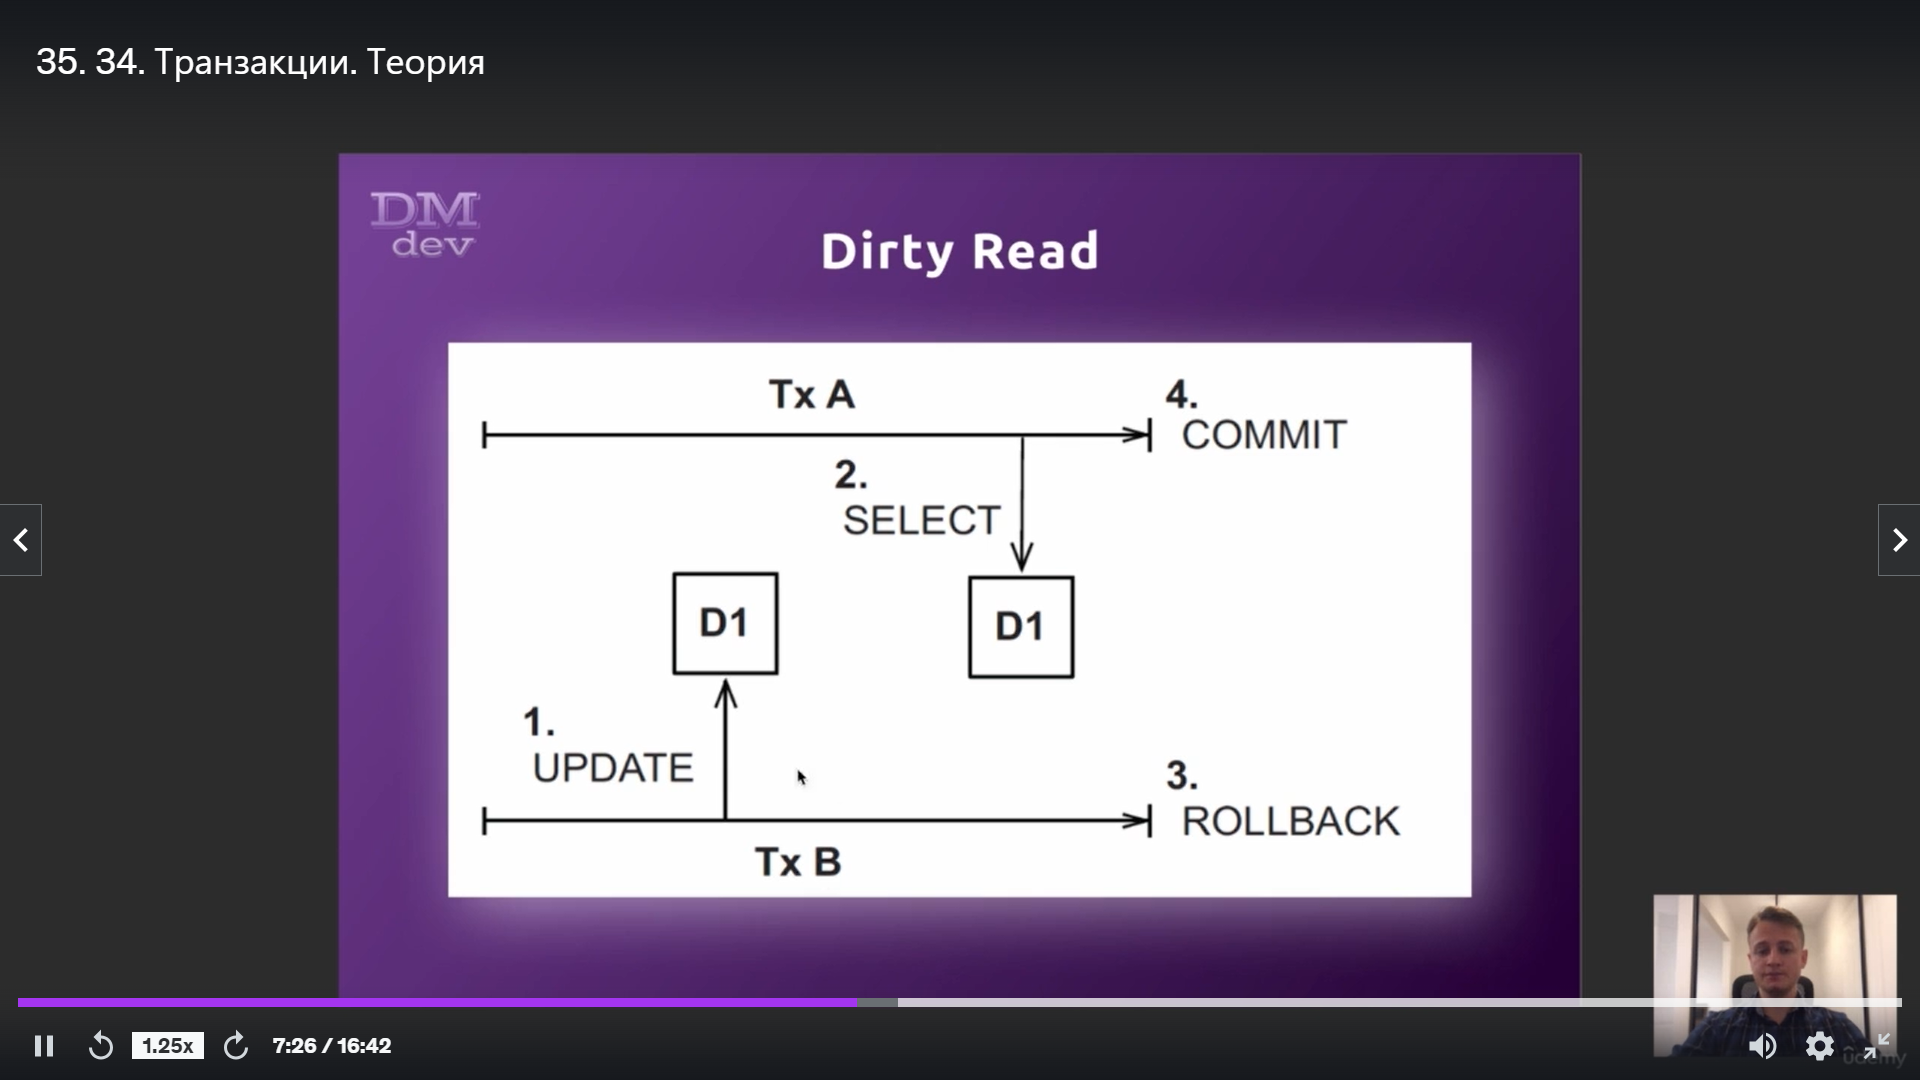 35. 34. Транзакции. Теория
DM
dev
Dirty Read
Tx A
4.
COMMIT
2.
SELECT
D1
D1
1.
UPDATE
3.
ROLLBACK
Tx B
1.25x
7:26 / 16:42
ûdemy